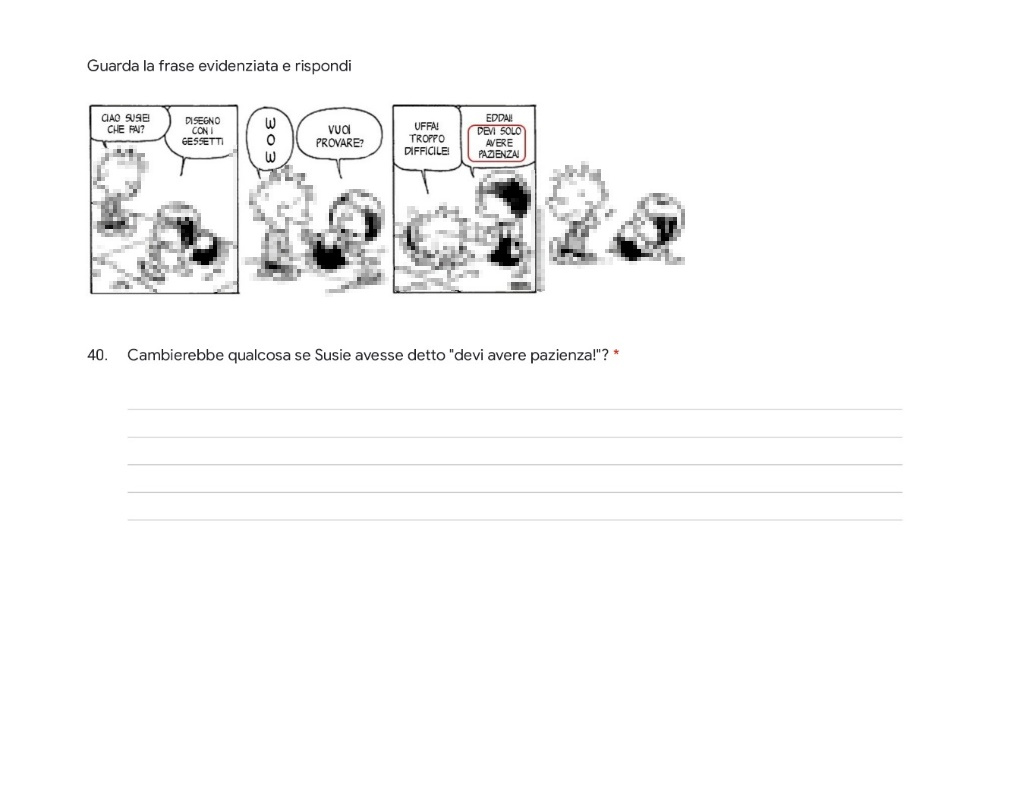 Guarda la frase evidenziata e rispondi
CIAO SUSIE!
CHE FAI?
DISEGNO
CON I
GESSETTI
W
O
W
VUOI
PROVARE?
UFFA!
TROPPO
DIFFICILE!
EDDAI!
DEVI SOLO
AVERE
PAZIENZA!
40. Cambierebbe qualcosa se Susie avesse detto "devi avere pazienza!"? *